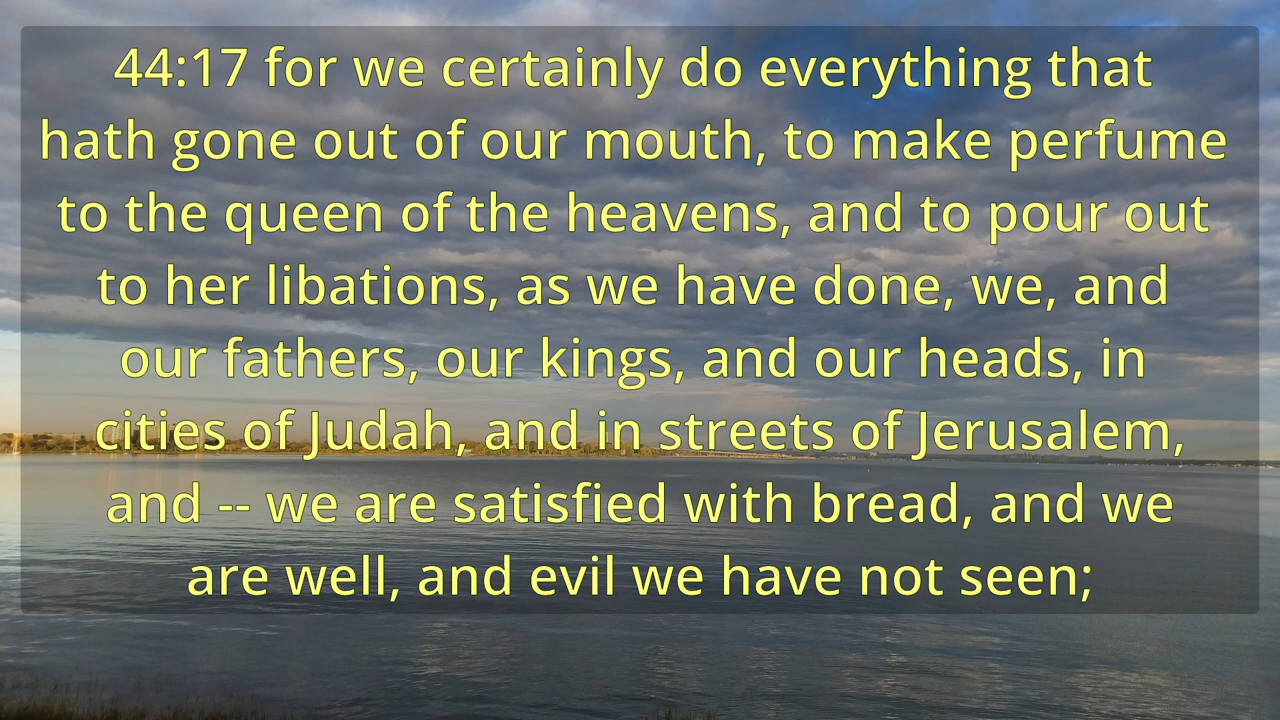 44:17 for we certainly do everything that
hath gone out of our mouth, to make perfume
to the queen of the heavens, and to pour out
to her libations, as we have done, we, and
our fathers, our kings, and our heads, in
cities of Judah, and in streets of Jerusalem,
and -- we are satisfied with bread, and we
are well, and evil we have not seen;